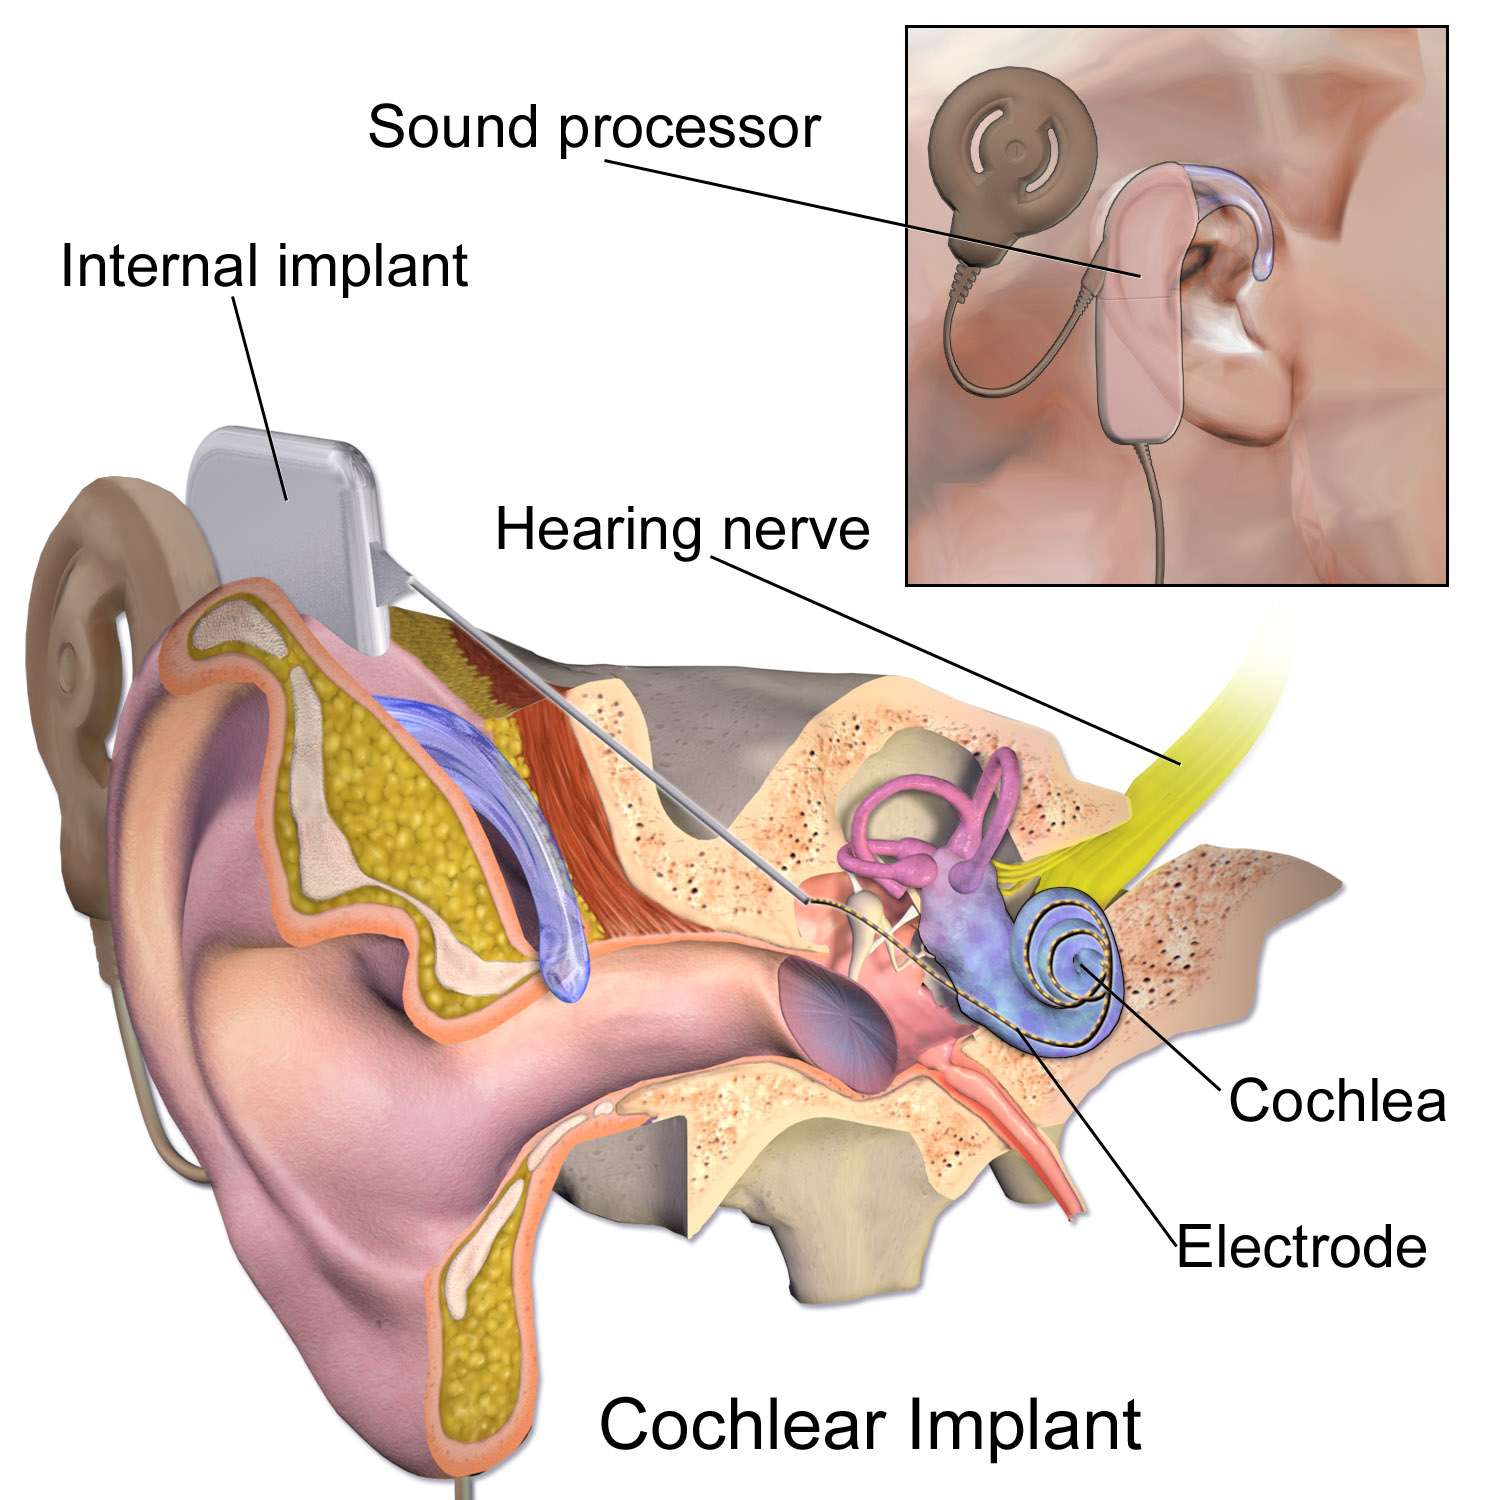 Sound processor
Internal implant
Hearing nerve
Cochlea
Electrode
Cochlear Implant